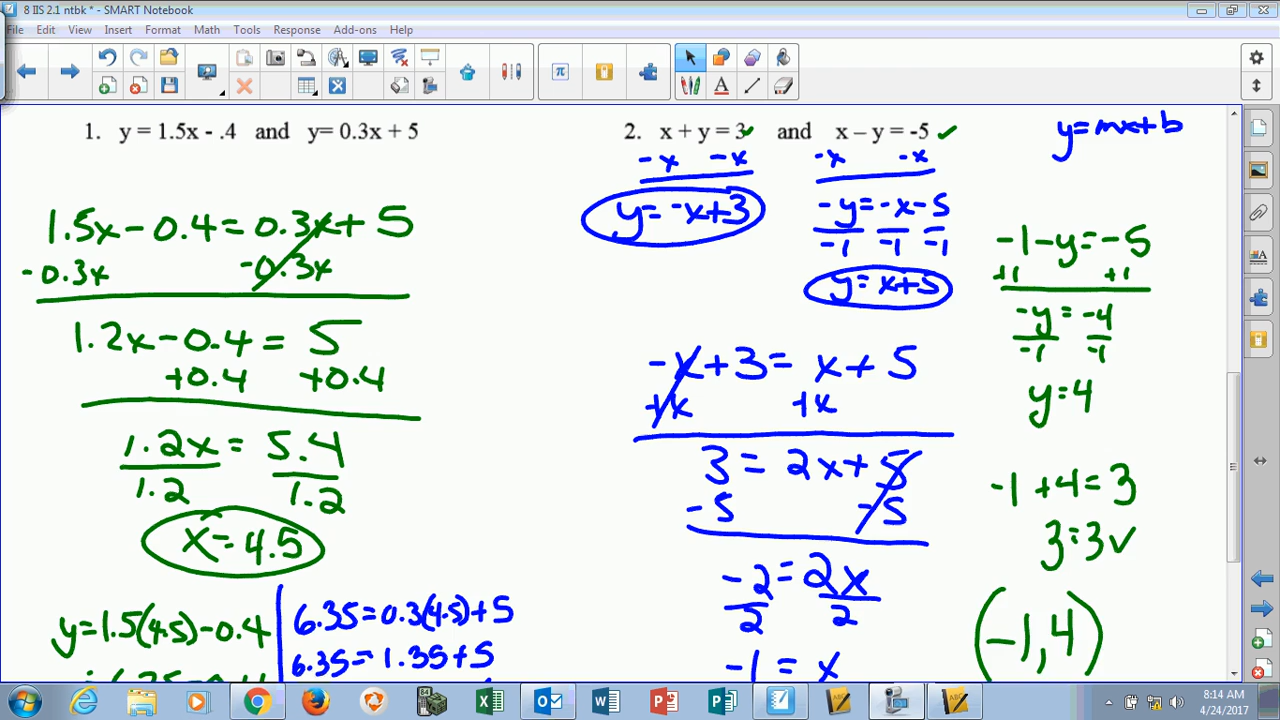 8 IIS 2.1 ntbk * - SMART Notebook
File Edit View Insert Format Math Tools Response Add-ons Help
1. y = 1.5x - .4 and y= 0.3x + 5
1.5x - 0.4 = 0.3x + 5
-0.3x -0.3x
1.2x - 0.4 = 5
+0.4 +0.4
1.2x = 5.4
1.2 1.2
x = 4.5
y = 1.5(4.5) - 0.4
6.35 = 0.3(4.5) + 5
6.35 = 1.35 + 5
2. x + y = 3 ✓ and x – y = -5 ✓
-x -x -x -x
y = -x + 3
-y = -x - 5
-1 -1 -1
y = x + 5
-x + 3 = x + 5
+x +x
3 = 2x + 5
-5 -5
-2 = 2x
2 2
-1 = x
y = mx + b
-1 - y = -5
+1 +1
-y = -4
-1 -1
y = 4
-1 + 4 = 3
3 = 3 ✓
(-1, 4)
8:14 AM
4/24/2017